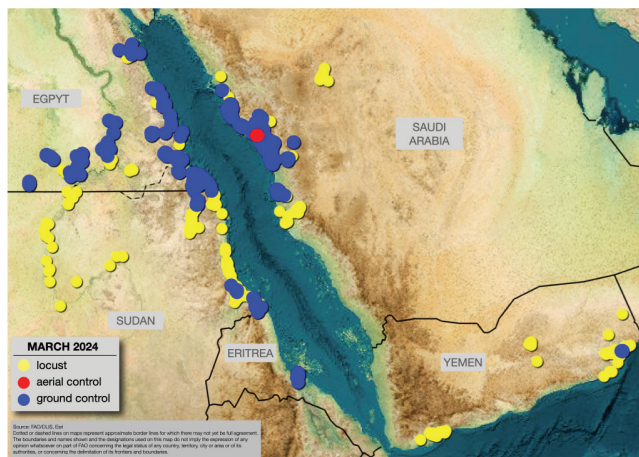 EGPYT
SAUDI
ARABIA
SUDAN
ERITREA
YEMEN
MARCH 2024
locust
aerial control
ground control
Source: FAO/DLIS, Esri
Dotted or dashed lines on maps represent approximate border lines for which there may not yet be full agreement.
The boundaries and names shown and the designations used on this map do not imply the expression of any
opinion whatsoever on part of FAO concerning the legal status of any country, territory, city or area or of its
authorities, or concerning the delimitation of its frontiers and boundaries.